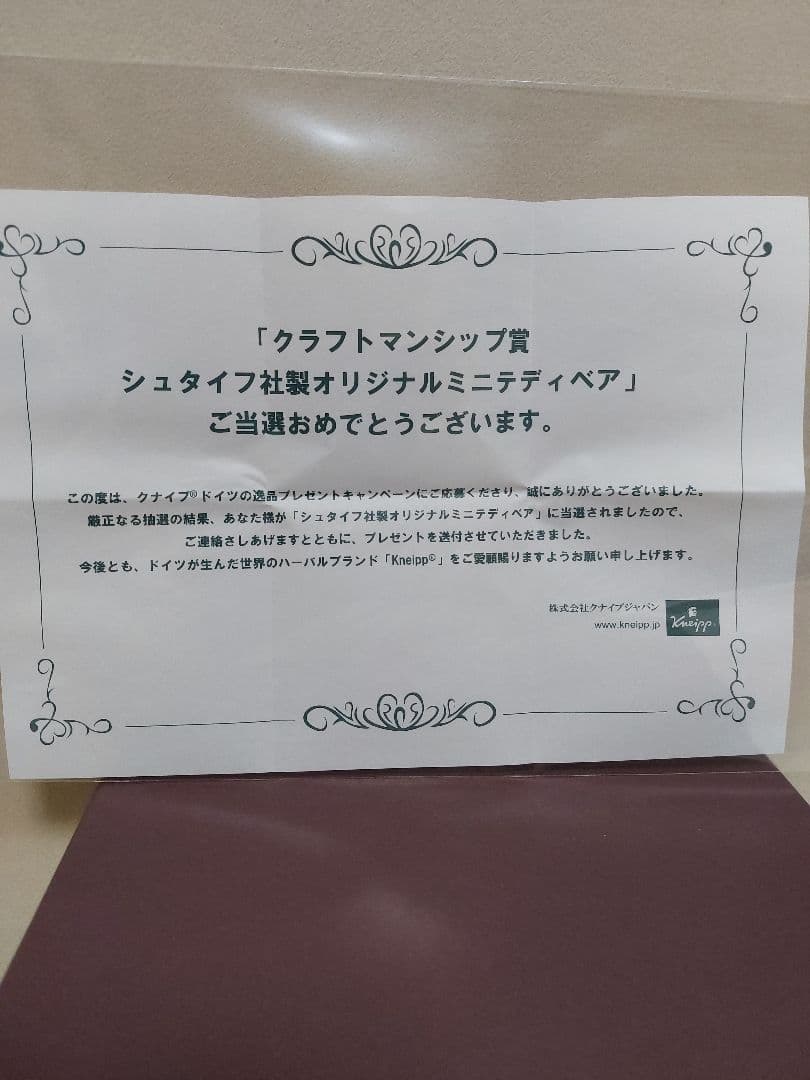 「クラフトマンシップ賞
シュタイフ社製オリジナルミニテディベア」
ご当選おめでとうございます。
この度は、クナイプ®ドイツの逸品プレゼントキャンペーンにご応募くださり、誠にありがとうございました。
厳正なる抽選の結果、あなた様が「シュタイフ社製オリジナルミニテディベア」に当選されましたので、
ご連絡さしあげますとともに、プレゼントを送付させていただきました。
今後とも、ドイツが生んだ世界のハーバルブランド「Kneipp®」をご愛顧賜りますようお願い申し上げます。
株式会社クナイプジャパン
www.kneipp.jp
Kneipp